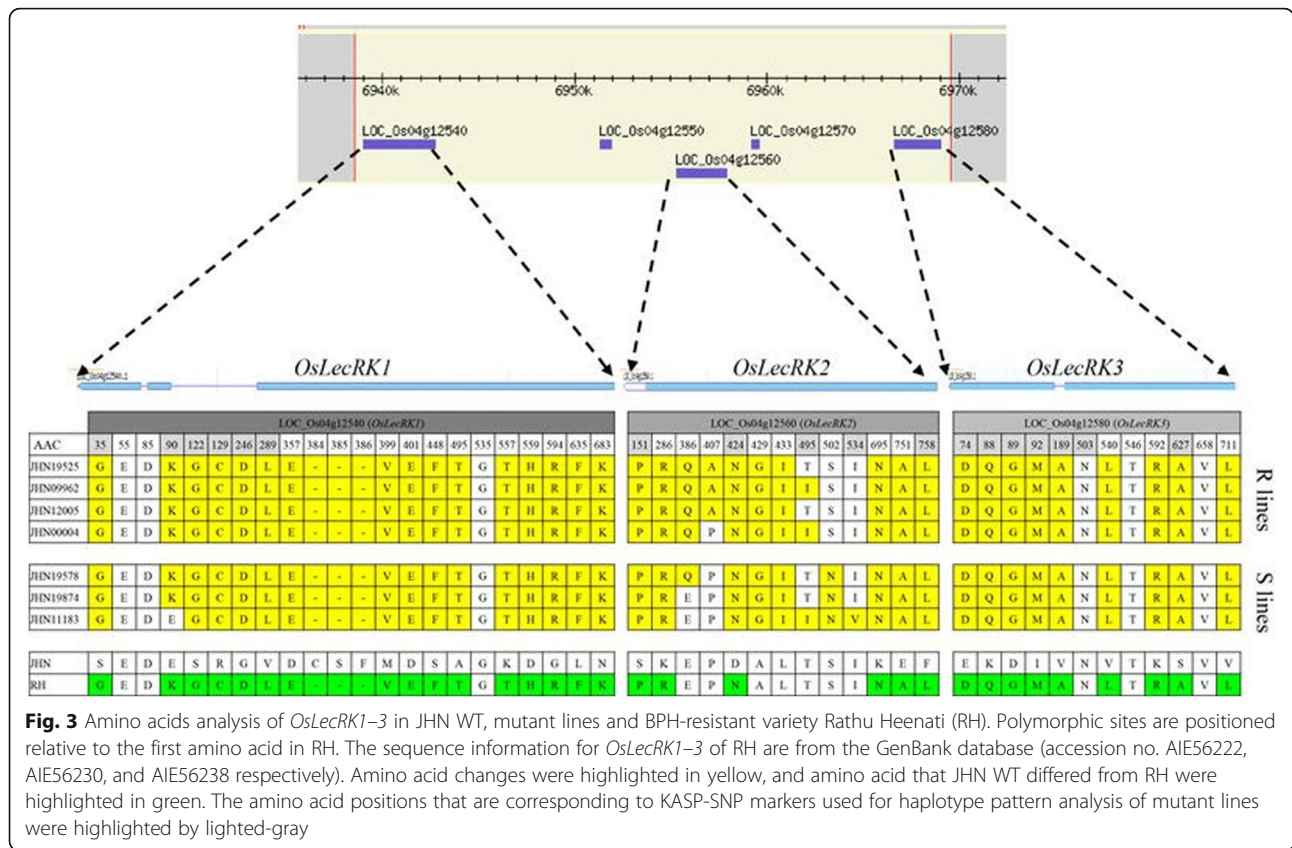 6940k 6950k 6960k 6970k
LOC_Os04g12540 LOC_Os04g12550 LOC_Os04g12570 LOC_Os04g12580
LOC_Os04g12560
OsLecRK1 OsLecRK2 OsLecRK3
LOC_Os04g12540 (OsLecRK1) LOC_Os04g12560 (OsLecRK2) LOC_Os04g12580 (OsLecRK3)
AAC 35 55 85 90 122 129 246 289 357 384 385 386 399 401 448 495 535 557 559 594 635 683 151 286 386 407 424 429 433 495 502 534 695 751 758 74 88 89 92 189 503 540 546 592 627 658 711
JHN19525 G E D K G C D L E - - - V E F T G T H R F K P R Q A N G I T S I N A L D Q G M A N L T R A V L
JHN09962 G E D K G C D L E - - - V E F T G T H R F K P R Q A N G I I S I N A L D Q G M A N L T R A V L
JHN12005 G E D K G C D L E - - - V E F T G T H R F K P R Q A N G I T S I N A L D Q G M A N L T R A V L
JHN00004 G E D K G C D L E - - - V E F T G T H R F K P R Q P N G I I S I N A L D Q G M A N L T R A V L
R lines
JHN19578 G E D K G C D L E - - - V E F T G T H R F K P R Q P N G I T N I N A L D Q G M A N L T R A V L
JHN19874 G E D K G C D L E - - - V E F T G T H R F K P R E P N G I T N I N A L D Q G M A N L T R A V L
JHN11183 G E D E G C D L E - - - V E F T G T H R F K P R E P N G I I N V N A L D Q G M A N L T R A V L
S lines
JHN S E D E S R G V D C S F M D S A G K D G L N S K E P D A L T S I K E F E K D I V N V T K S V V
RH G E D K G C D L E - - - V E F T G T H R F K P R E P N A L T S I N A L D Q G M A N L T R A V L
Fig. 3 Amino acids analysis of OsLecRK1–3 in JHN WT, mutant lines and BPH-resistant variety Rathu Heenati (RH). Polymorphic sites are positioned
relative to the first amino acid in RH. The sequence information for OsLecRK1–3 of RH are from the GenBank database (accession no. AIE56222,
AIE56230, and AIE56238 respectively). Amino acid changes were highlighted in yellow, and amino acid that JHN WT differed from RH were
highlighted in green. The amino acid positions that are corresponding to KASP-SNP markers used for haplotype pattern analysis of mutant lines
were highlighted by lighted-gray